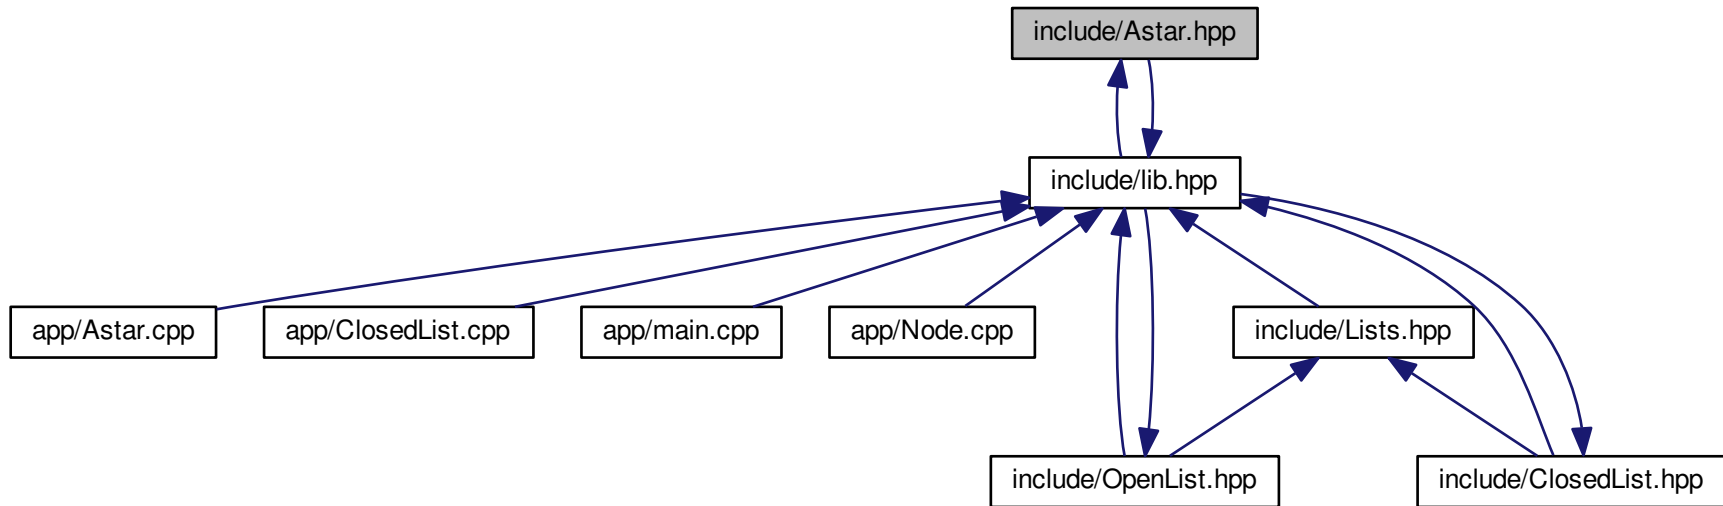 include/Astar.hpp
include/lib.hpp
app/Astar.cpp
app/ClosedList.cpp
app/main.cpp
app/Node.cpp
include/Lists.hpp
include/OpenList.hpp
include/ClosedList.hpp